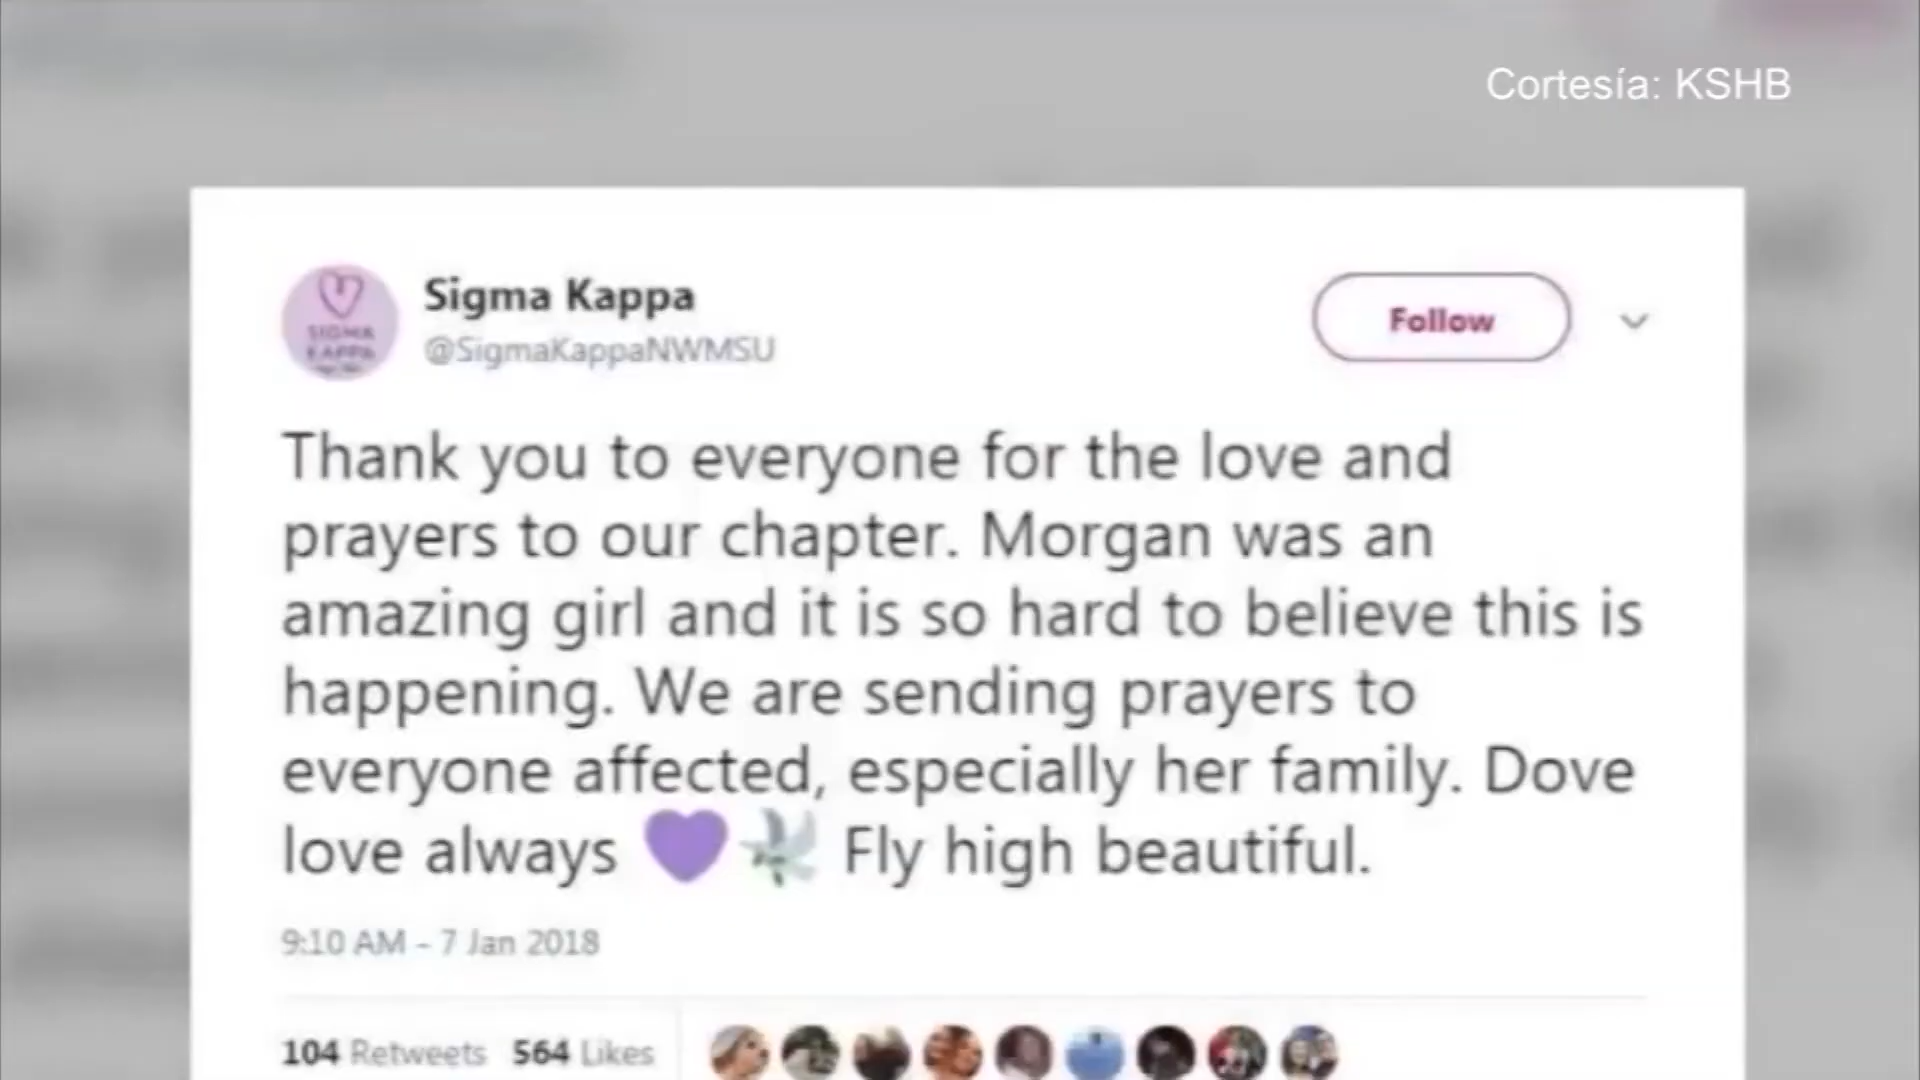 Cortesía: KSHB
Sigma Kappa
@SigmaKappaNWMSU
Follow
SIGMA
KAPPA
Thank you to everyone for the love and
prayers to our chapter. Morgan was an
amazing girl and it is so hard to believe this is
happening. We are sending prayers to
everyone affected, especially her family. Dove
love always 💜🕊 Fly high beautiful.
9:10 AM - 7 Jan 2018
104 Retweets 564 Likes